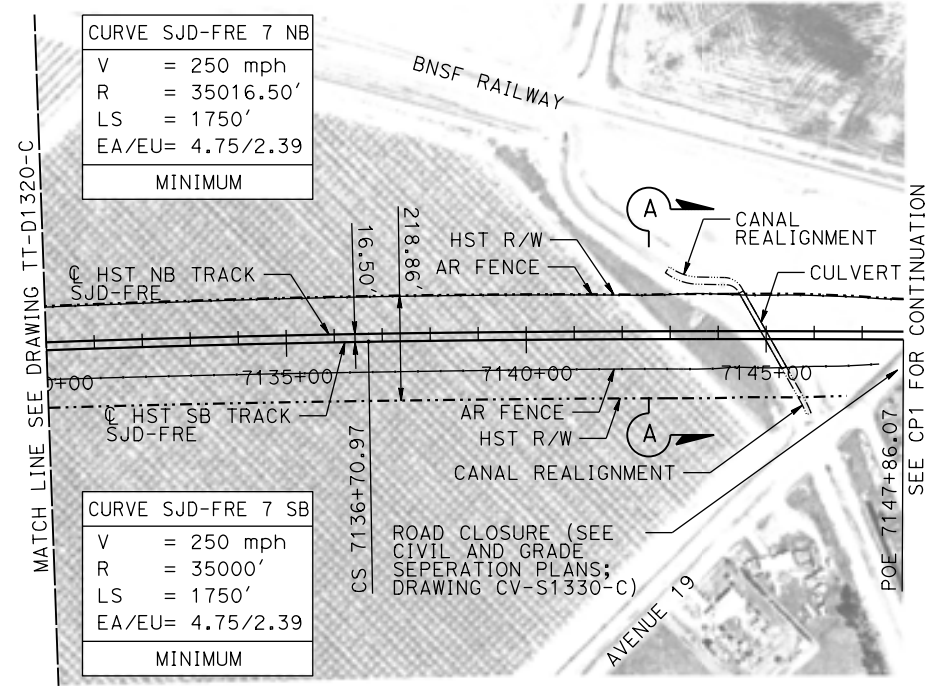 CURVE SJD-FRE 7 NB
V = 250 mph
R = 35016.50'
LS = 1750'
EA/EU= 4.75/2.39
MINIMUM
BNSF RAILWAY
MATCH LINE SEE DRAWING TT-D1320-C
℄ HST NB TRACK
SJD-FRE
16.50'
218.86'
HST R/W
AR FENCE
A
CANAL
REALIGNMENT
CULVERT
SEE CP1 FOR CONTINUATION
0+00
7135+00
7140+00
7145+00
℄ HST SB TRACK
SJD-FRE
AR FENCE
HST R/W
A
CANAL REALIGNMENT
CS 7136+70.97
POE 7147+86.07
ROAD CLOSURE (SEE
CIVIL AND GRADE
SEPERATION PLANS;
DRAWING CV-S1330-C)
AVENUE 19
CURVE SJD-FRE 7 SB
V = 250 mph
R = 35000'
LS = 1750'
EA/EU= 4.75/2.39
MINIMUM